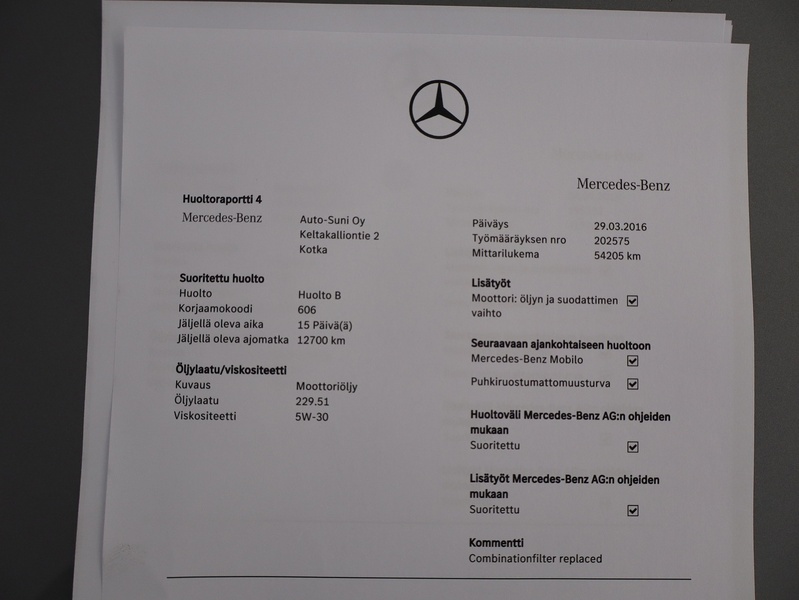 Mercedes-Benz
Huoltoraportti 4
Mercedes-Benz
Auto-Suni Oy
Keltakalliontie 2
Kotka
Päiväys 29.03.2016
Työmääräyksen nro 202575
Mittarilukema 54205 km
Suoritettu huolto
Huolto Huolto B
Korjaamokoodi 606
Jäljellä oleva aika 15 Päivä(ä)
Jäljellä oleva ajomatka 12700 km
Öljylaatu/viskositeetti
Kuvaus Moottoriöljy
Öljylaatu 229.51
Viskositeetti 5W-30
Lisätyöt
Moottori: öljyn ja suodattimen
vaihto
Seuraavaan ajankohtaiseen huoltoon
Mercedes-Benz Mobilo
Puhkiruostumattomuusturva
Huoltoväli Mercedes-Benz AG:n ohjeiden
mukaan
Suoritettu
Lisätyöt Mercedes-Benz AG:n ohjeiden
mukaan
Suoritettu
Kommentti
Combinationfilter replaced